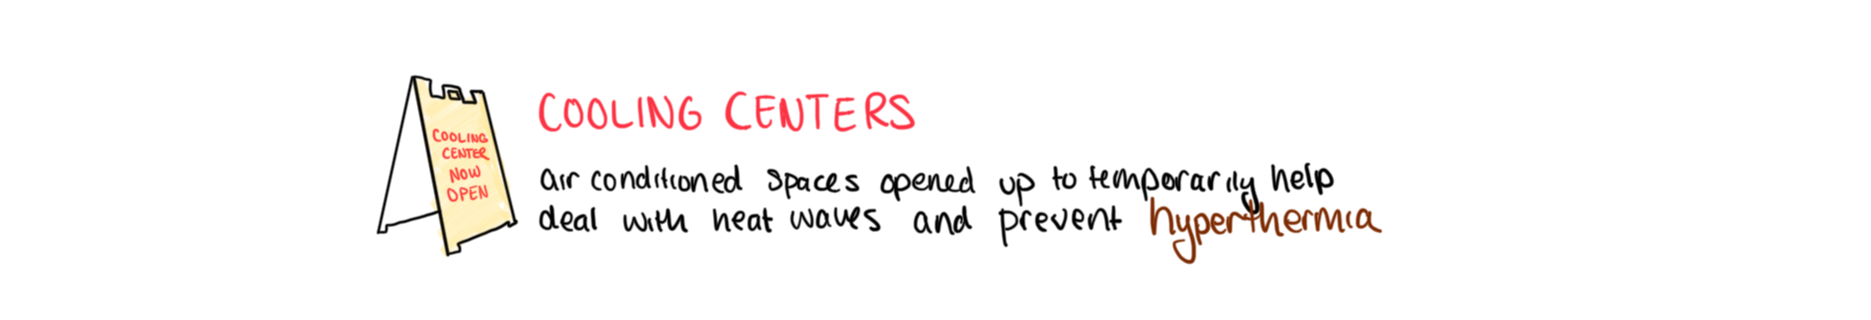 COOLING
CENTER
NOW
OPEN
COOLING CENTERS
air conditioned spaces opened up to temporarily help
deal with heat waves and prevent hyperthermia